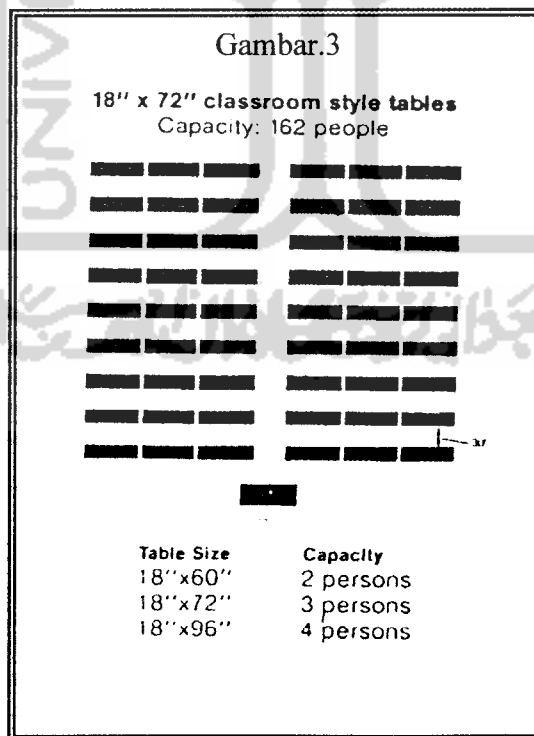 Gambar.3
18" x 72" classroom style tables
Capacity: 162 people
Table Size Capacity
18"x60" 2 persons
18"x72" 3 persons
18"x96" 4 persons
UNIV